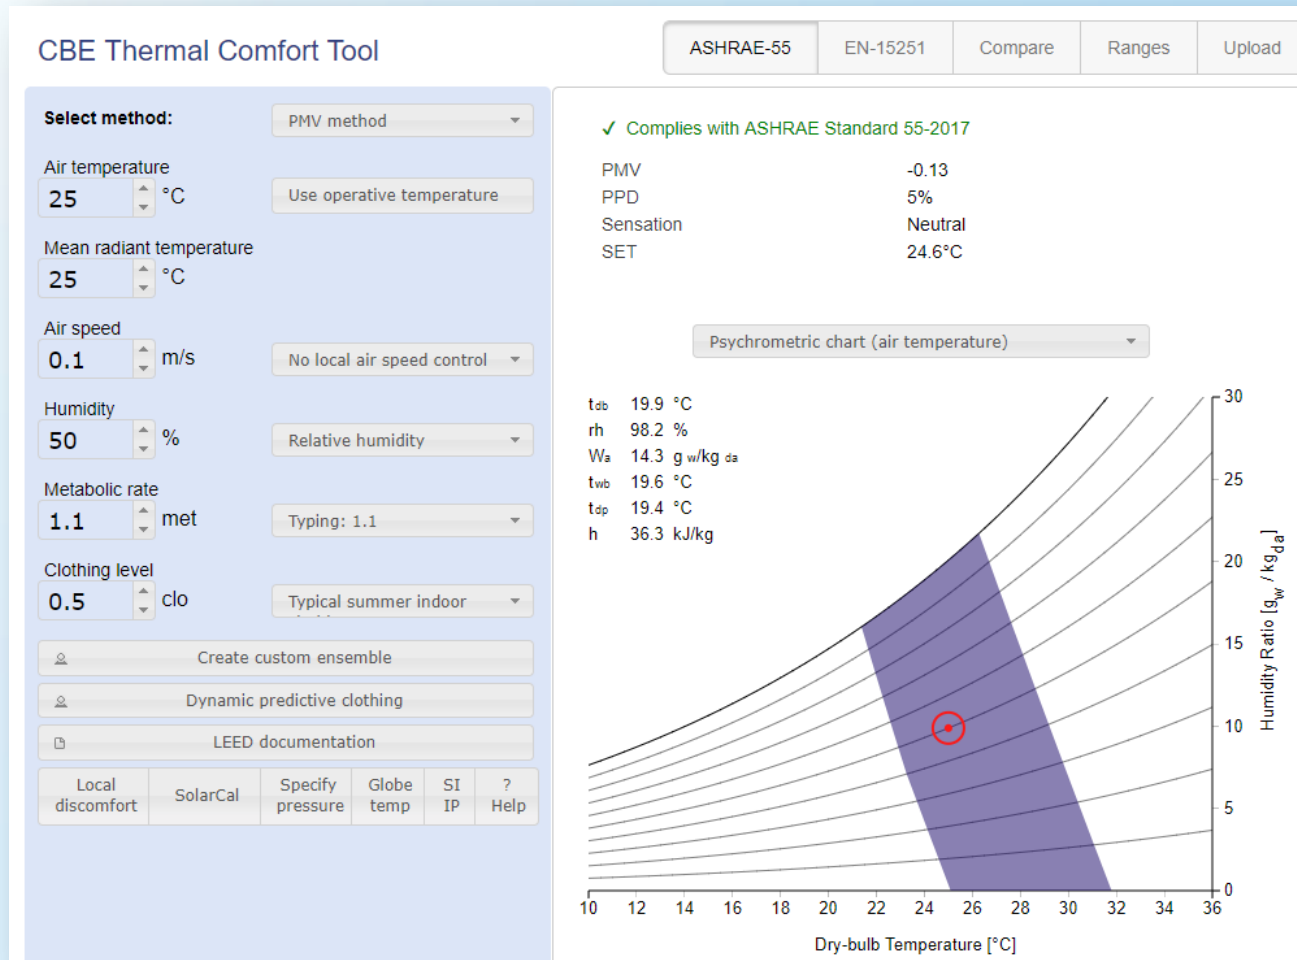 CBE Thermal Comfort Tool
ASHRAE-55 EN-15251 Compare Ranges Upload
Select method: PMV method
Air temperature
25 °C Use operative temperature
Mean radiant temperature
25 °C
Air speed
0.1 m/s No local air speed control
Humidity
50 % Relative humidity
Metabolic rate
1.1 met Typing: 1.1
Clothing level
0.5 clo Typical summer indoor
Create custom ensemble
Dynamic predictive clothing
LEED documentation
Local discomfort SolarCal Specify pressure Globe temp SI IP ? Help
✓ Complies with ASHRAE Standard 55-2017
PMV -0.13
PPD 5%
Sensation Neutral
SET 24.6°C
Psychrometric chart (air temperature)
tdb 19.9 °C
rh 98.2 %
Wa 14.3 g w/kg da
twb 19.6 °C
tdp 19.4 °C
h 36.3 kJ/kg
30
25
20
15
10
5
0
Humidity Ratio [gw / kgda]
10 12 14 16 18 20 22 24 26 28 30 32 34 36
Dry-bulb Temperature [°C]